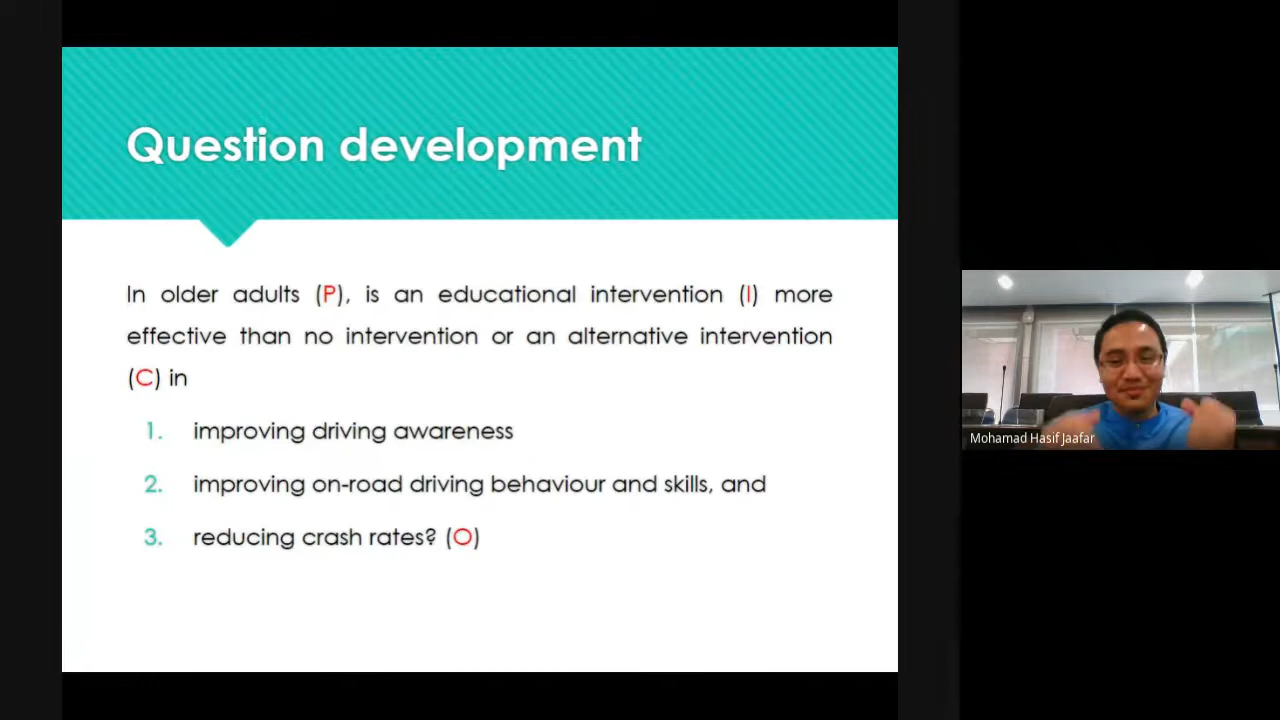 Question development
In older adults (P), is an educational intervention (I) more
effective than no intervention or an alternative intervention
(C) in
1. improving driving awareness
2. improving on-road driving behaviour and skills, and
3. reducing crash rates? (O)
Mohamad Hasif Jaafar